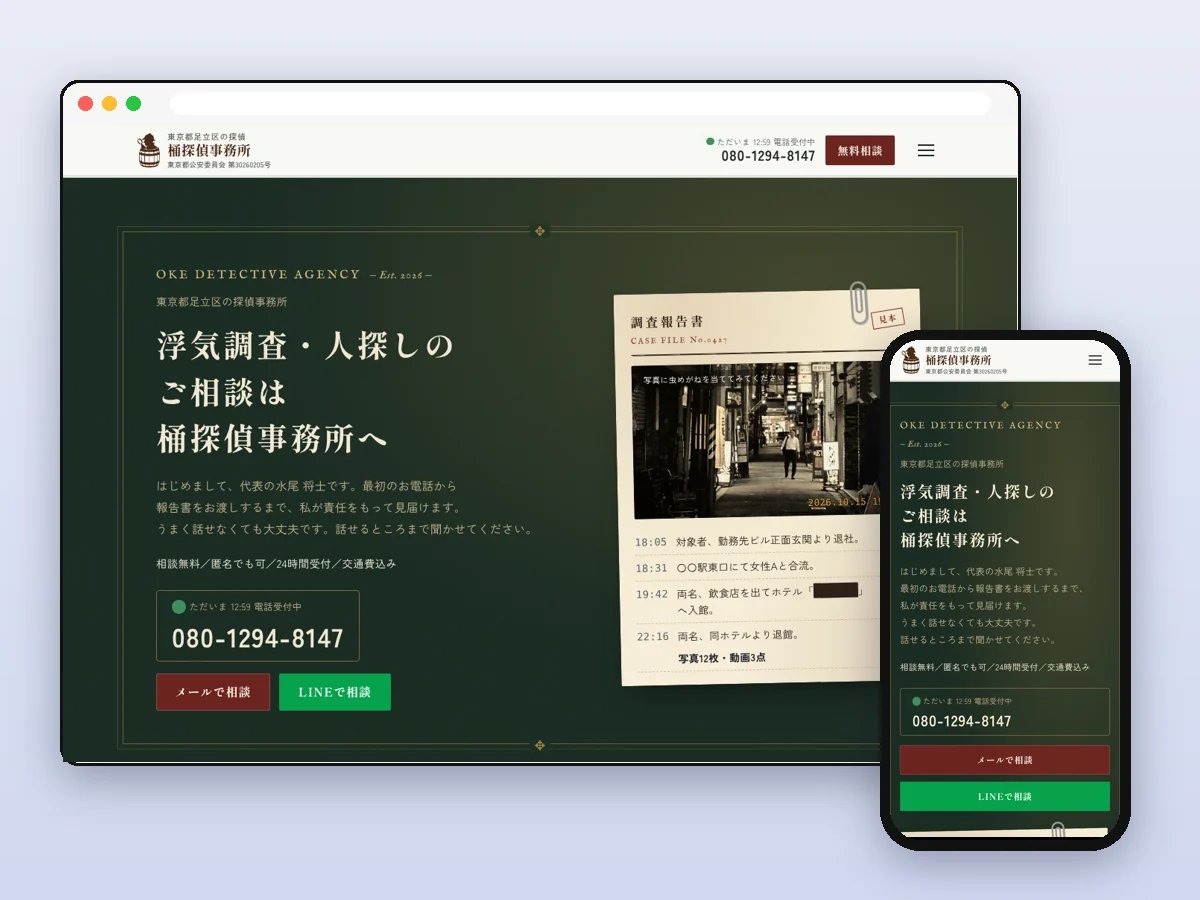 東京都足立区の探偵
桶探偵事務所
東京都公安委員会 第30260205号
ただいま 12:59 電話受付中
080-1294-8147
無料相談
OKE DETECTIVE AGENCY – Est. 2026 –
東京都足立区の探偵事務所
浮気調査・人探しの
ご相談は
桶探偵事務所へ
はじめまして、代表の水尾 将士です。最初のお電話から
報告書をお渡しするまで、私が責任をもって見届けます。
うまく話せなくても大丈夫です。話せるところまで聞かせてください。
相談無料／匿名でも可／24時間受付／交通費込み
ただいま 12:59 電話受付中
080-1294-8147
メールで相談
LINEで相談
調査報告書
見本
CASE FILE No.0427
写真に虫めがねを当ててみてください
2026.10.15 1
18:05 対象者、勤務先ビル正面玄関より退社。
18:31 〇〇駅東口にて女性Aと合流。
19:42 両名、飲食店を出てホテル「 」
へ入館。
22:16 両名、同ホテルより退館。
写真12枚・動画3点
東京都足立区の探偵
桶探偵事務所
東京都公安委員会 第30260205号
OKE DETECTIVE AGENCY
– Est. 2026 –
東京都足立区の探偵事務所
浮気調査・人探しの
ご相談は
桶探偵事務所へ
はじめまして、代表の水尾 将士です。
最初のお電話から報告書をお渡しするまで、
私が責任をもって見届けます。
うまく話せなくても大丈夫です。
話せるところまで聞かせてください。
相談無料／匿名でも可／24時間受付／交通費込み
ただいま 12:59 電話受付中
080-1294-8147
メールで相談
LINEで相談